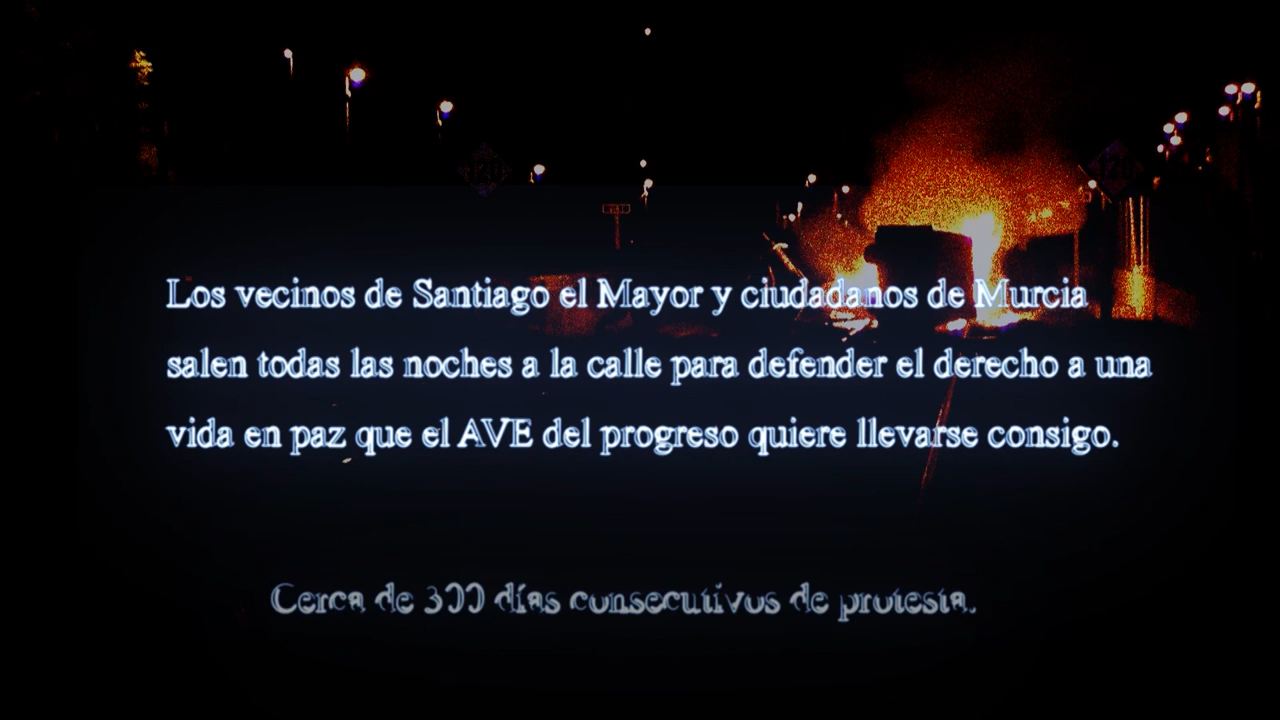 Los vecinos de Santiago el Mayor y ciudadanos de Murcia
salen todas las noches a la calle para defender el derecho a una
vida en paz que el AVE del progreso quiere llevarse consigo.
Cerca de 300 días consecutivos de protesta.